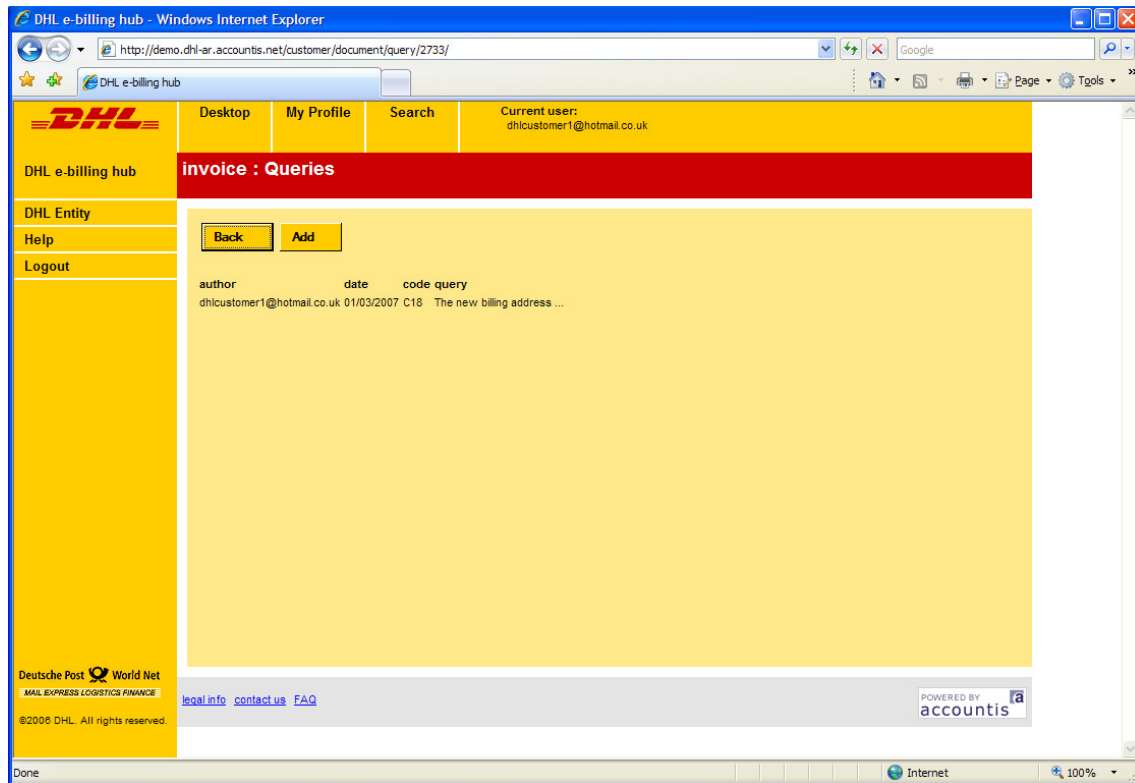 DHL e-billing hub - Windows Internet Explorer
http://demo.dhl-ar.accountis.net/customer/document/query/2733/
Google
DHL e-billing hub
Page
Tools
DHL
Desktop
My Profile
Search
Current user:
dhlcustomer1@hotmail.co.uk
DHL e-billing hub
invoice : Queries
DHL Entity
Help
Logout
Back
Add
author date code query
dhlcustomer1@hotmail.co.uk 01/03/2007 C18 The new billing address ...
Deutsche Post World Net
MAIL EXPRESS LOGISTICS FINANCE
©2006 DHL. All rights reserved.
legal info contact us FAQ
POWERED BY
accountis
a
Done
Internet
100%